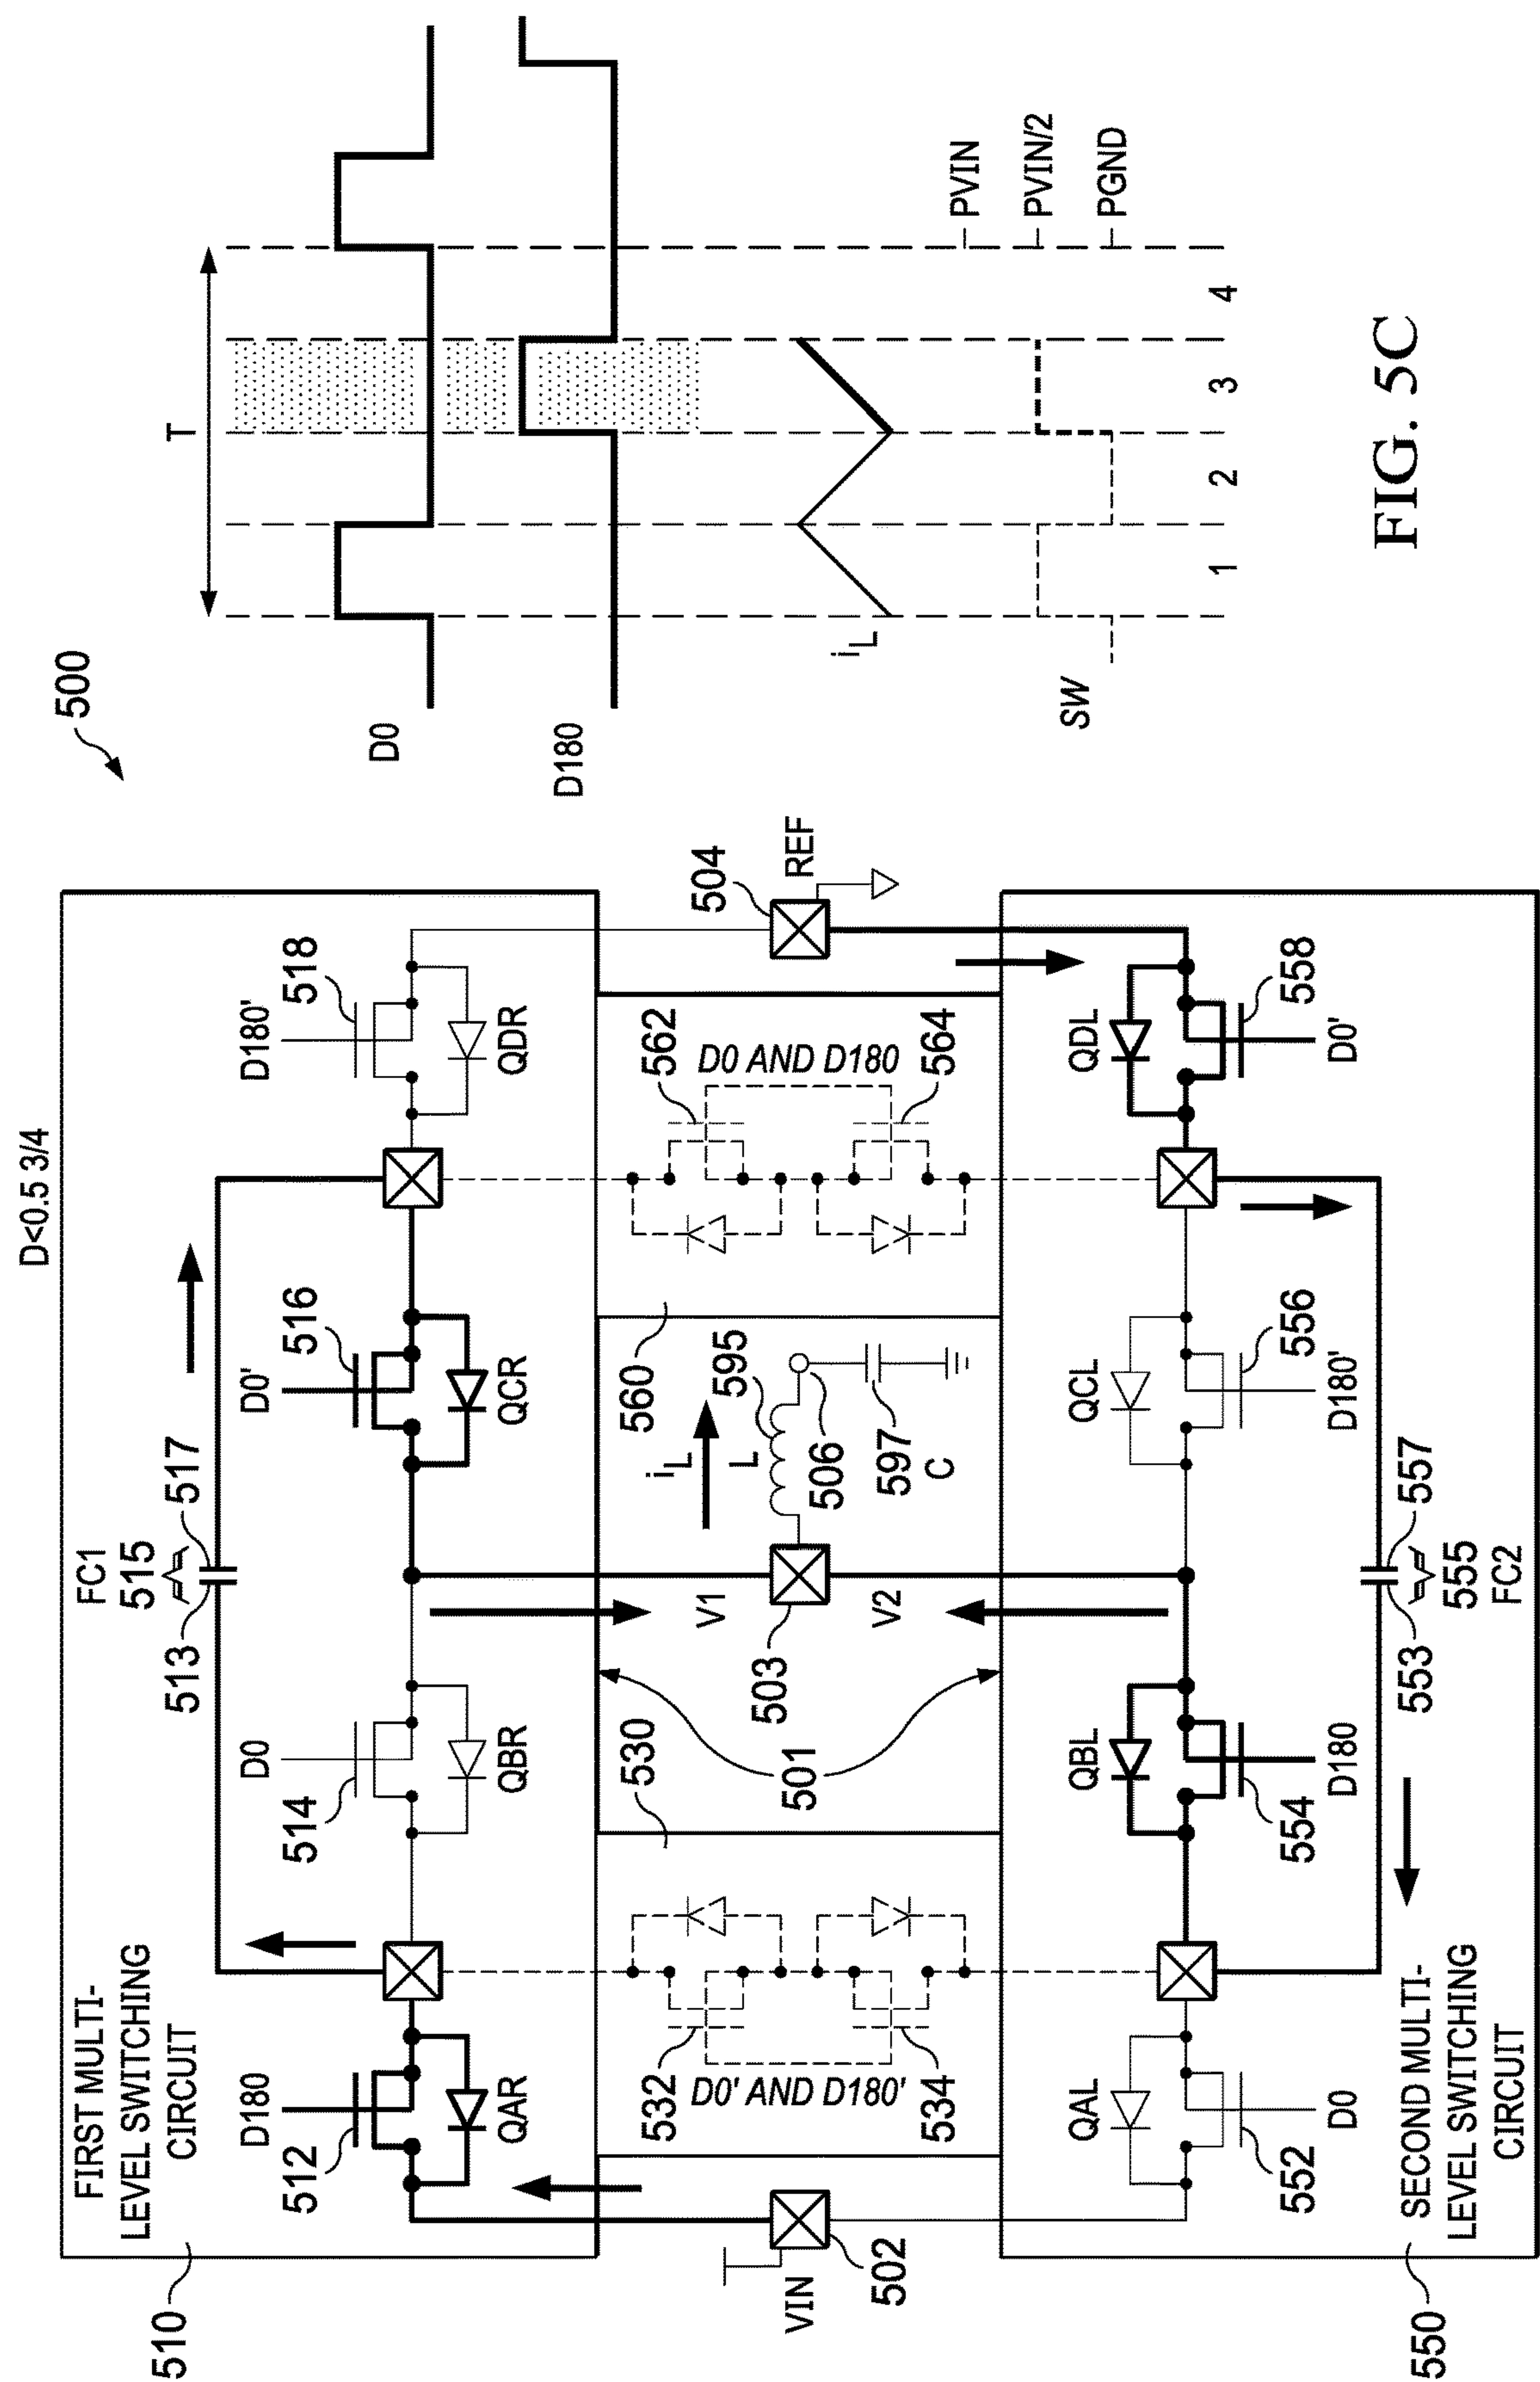 500
D<0.5 3/4
FIRST MULTI-
LEVEL SWITCHING
CIRCUIT
510
FC1
515
513
517
D180
512
QAR
D0
514
QBR
D0'
516
QCR
D180'
518
QDR
VIN
502
530
532
D0' AND D180'
534
501
V1
503
V2
iL
L
595
506
597
C
560
562
D0 AND D180
564
504
REF
QAL
552
D0
QBL
554
D180
QCL
556
D180'
QDL
558
D0'
553
557
555
FC2
SECOND MULTI-
LEVEL SWITCHING
CIRCUIT
550
T
D0
D180
iL
SW
PVIN
PVIN/2
PGND
1 2 3 4
FIG. 5C